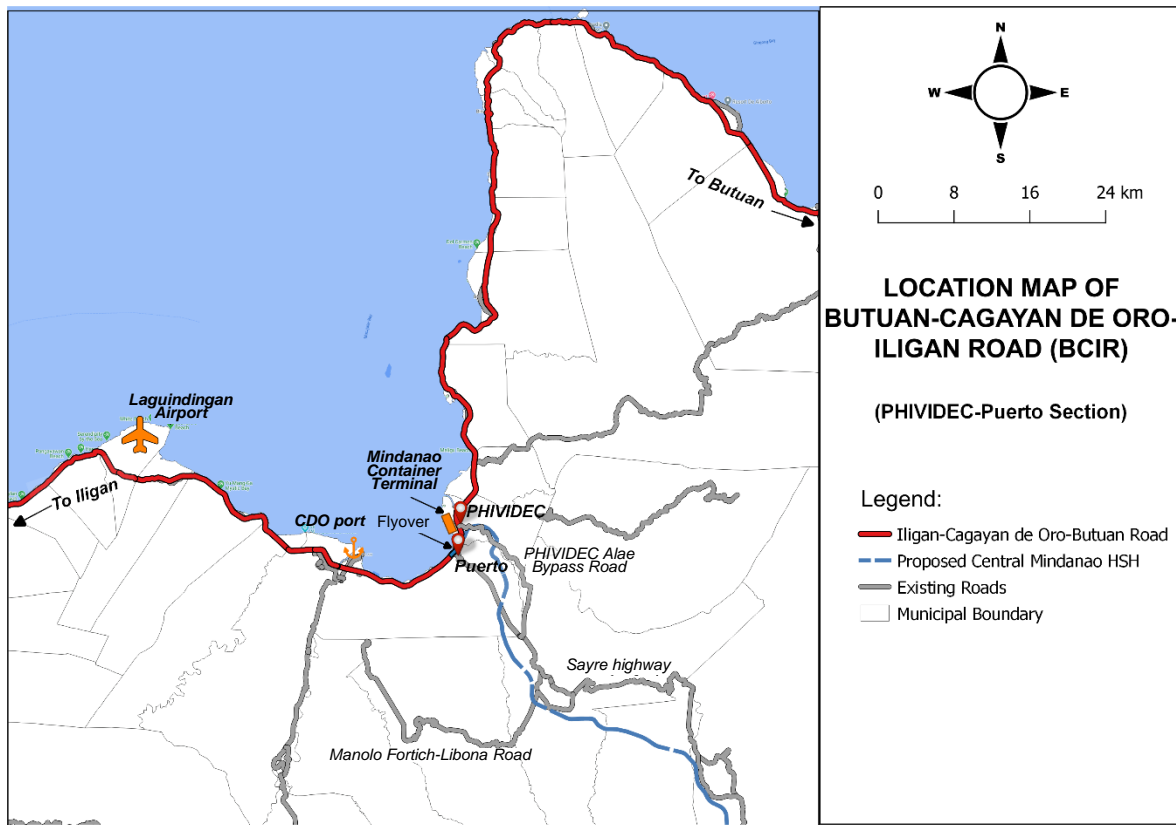 To Butuan
Laguindingan
Airport
To Iligan
Mindanao
Container
Terminal
CDO port
Flyover
PHIVIDEC
Puerto
PHIVIDEC Alae
Bypass Road
Sayre highway
Manolo Fortich-Libona Road
N
W
E
S
0 8 16 24 km
LOCATION MAP OF
BUTUAN-CAGAYAN DE ORO-
ILIGAN ROAD (BCIR)
(PHIVIDEC-Puerto Section)
Legend:
Iligan-Cagayan de Oro-Butuan Road
Proposed Central Mindanao HSH
Existing Roads
Municipal Boundary